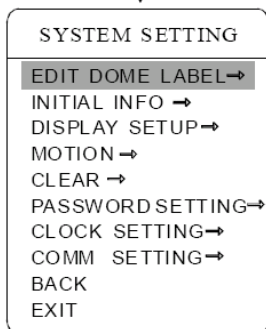 SYSTEM SETTING
EDIT DOME LABEL→
INITIAL INFO →
DISPLAY SETUP→
MOTION→
CLEAR →
PASSWORD SETTING→
CLOCK SETTING→
COMM SETTING→
BACK
EXIT